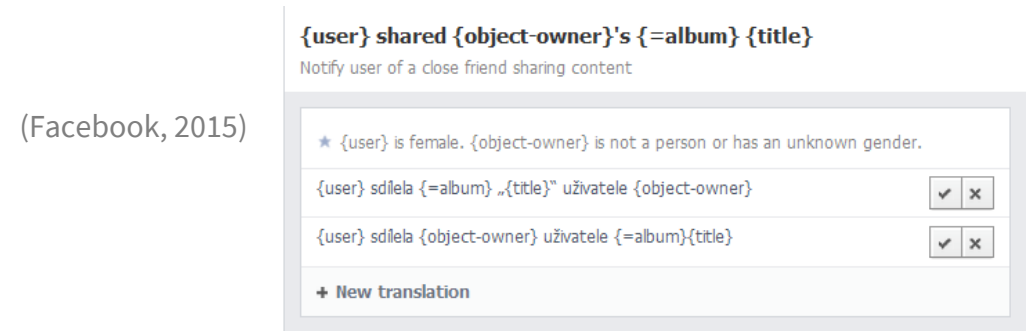 {user} shared {object-owner}'s {=album} {title}
Notify user of a close friend sharing content
(Facebook, 2015)
★ {user} is female. {object-owner} is not a person or has an unknown gender.
{user} sdílela {=album} „{title}“ uživatele {object-owner}
{user} sdílela {object-owner} uživatele {=album}{title}
+ New translation